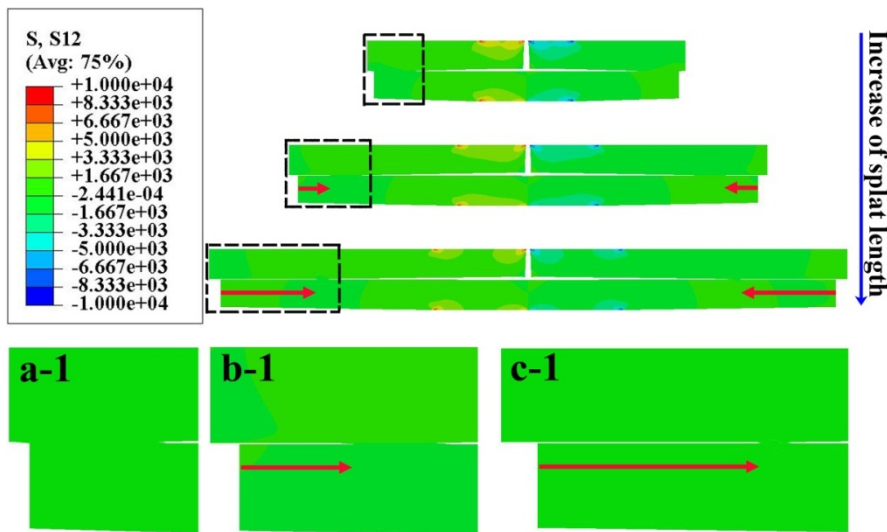 S, S12
(Avg: 75%)
+1.000e+04
+8.333e+03
+6.667e+03
+5.000e+03
+3.333e+03
+1.667e+03
-2.441e-04
-1.667e+03
-3.333e+03
-5.000e+03
-6.667e+03
-8.333e+03
-1.000e+04
Increase of splat length
a-1
b-1
c-1